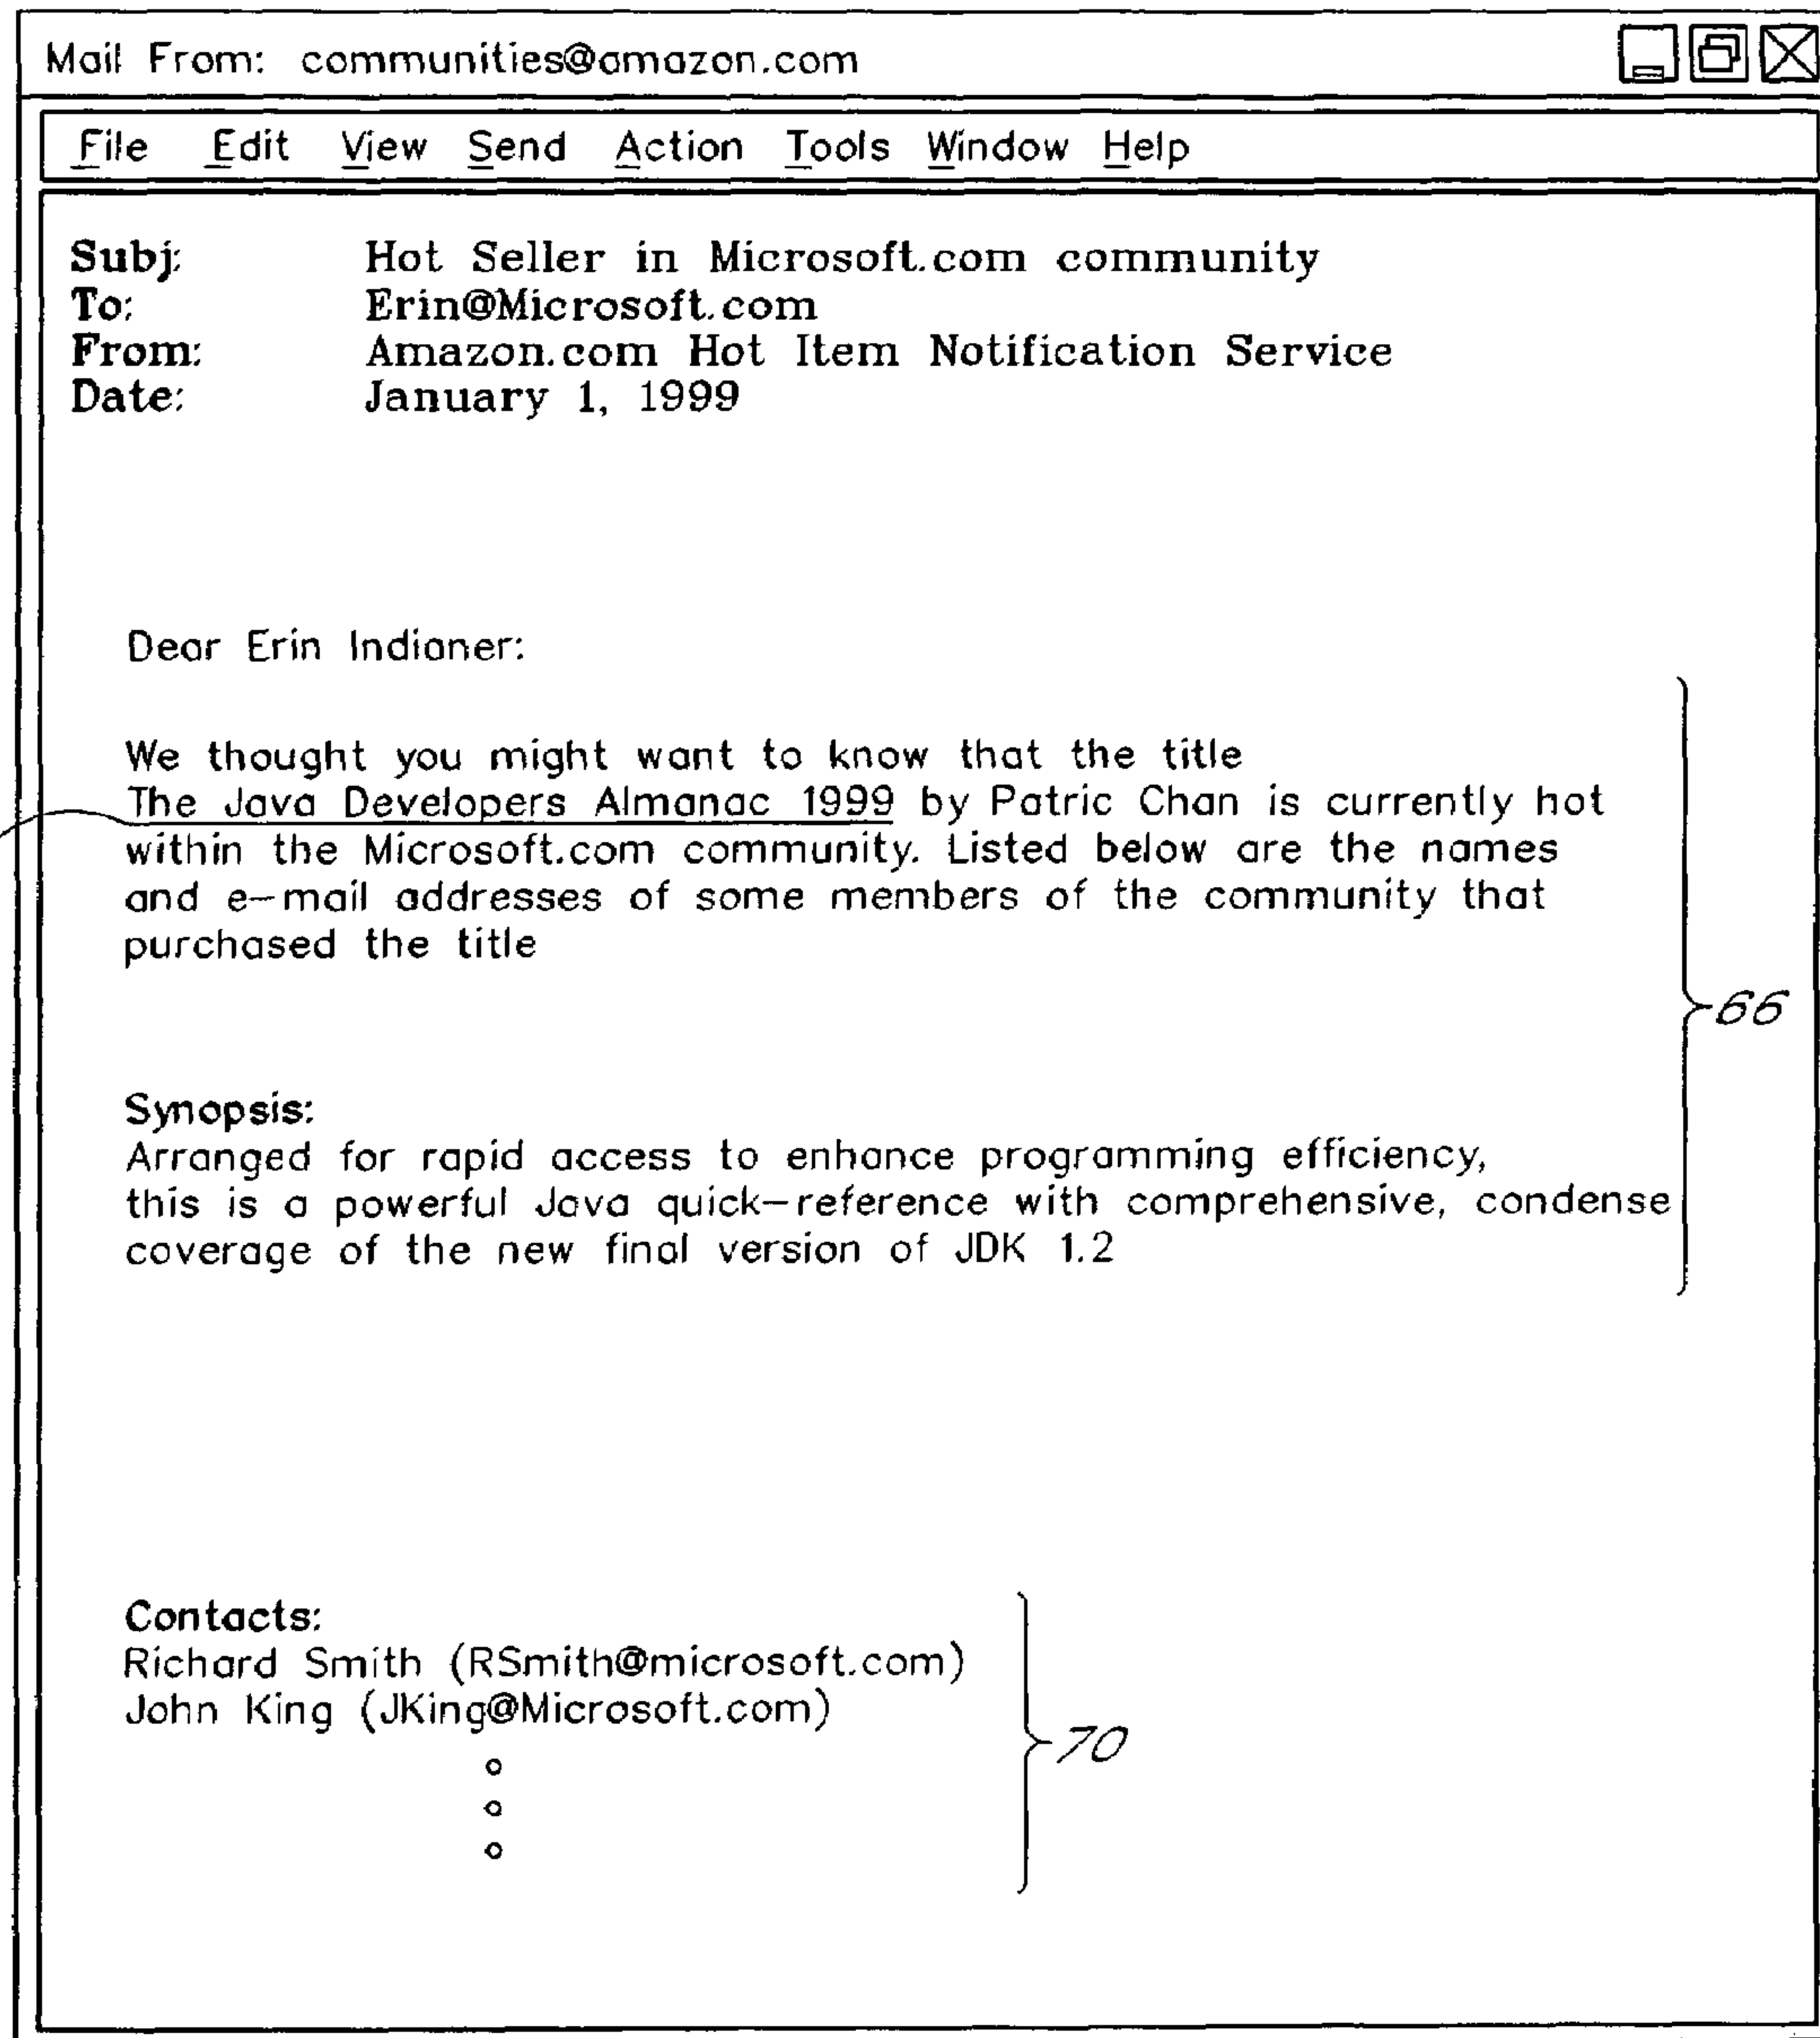 Mail From: communities@amazon.com
File Edit View Send Action Tools Window Help
Subj: Hot Seller in Microsoft.com community
To: Erin@Microsoft.com
From: Amazon.com Hot Item Notification Service
Date: January 1, 1999
Dear Erin Indianer:
We thought you might want to know that the title
The Java Developers Almanac 1999 by Patric Chan is currently hot
within the Microsoft.com community. Listed below are the names
and e-mail addresses of some members of the community that
purchased the title
66
Synopsis:
Arranged for rapid access to enhance programming efficiency,
this is a powerful Java quick-reference with comprehensive, condense
coverage of the new final version of JDK 1.2
Contacts:
Richard Smith (RSmith@microsoft.com)
John King (JKing@Microsoft.com)
70